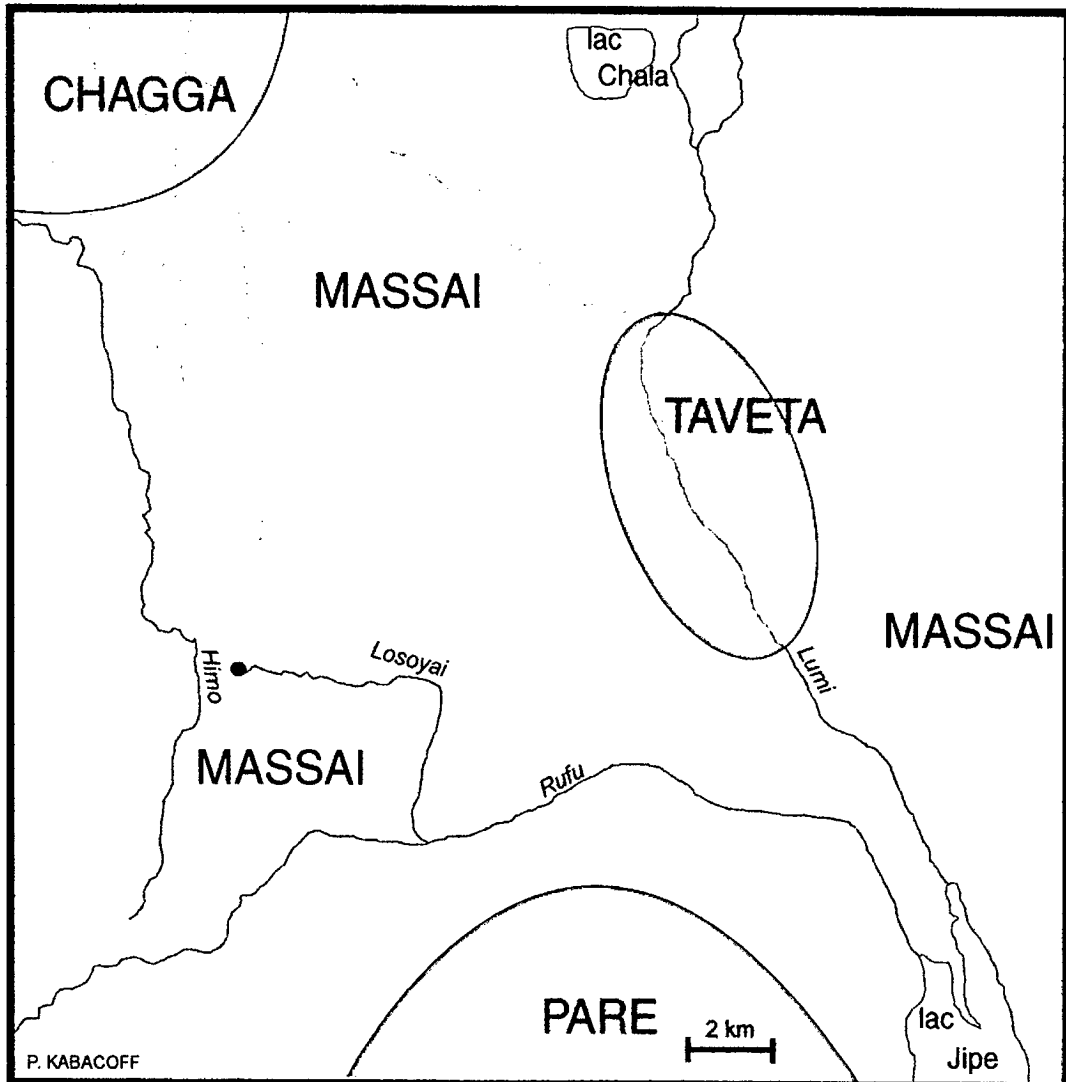 lac
Chala
CHAGGA
MASSAI
TAVETA
MASSAI
Himo
Losoyai
Lumi
MASSAI
Rufu
PARE
2 km
lac
Jipe
P. KABACOFF